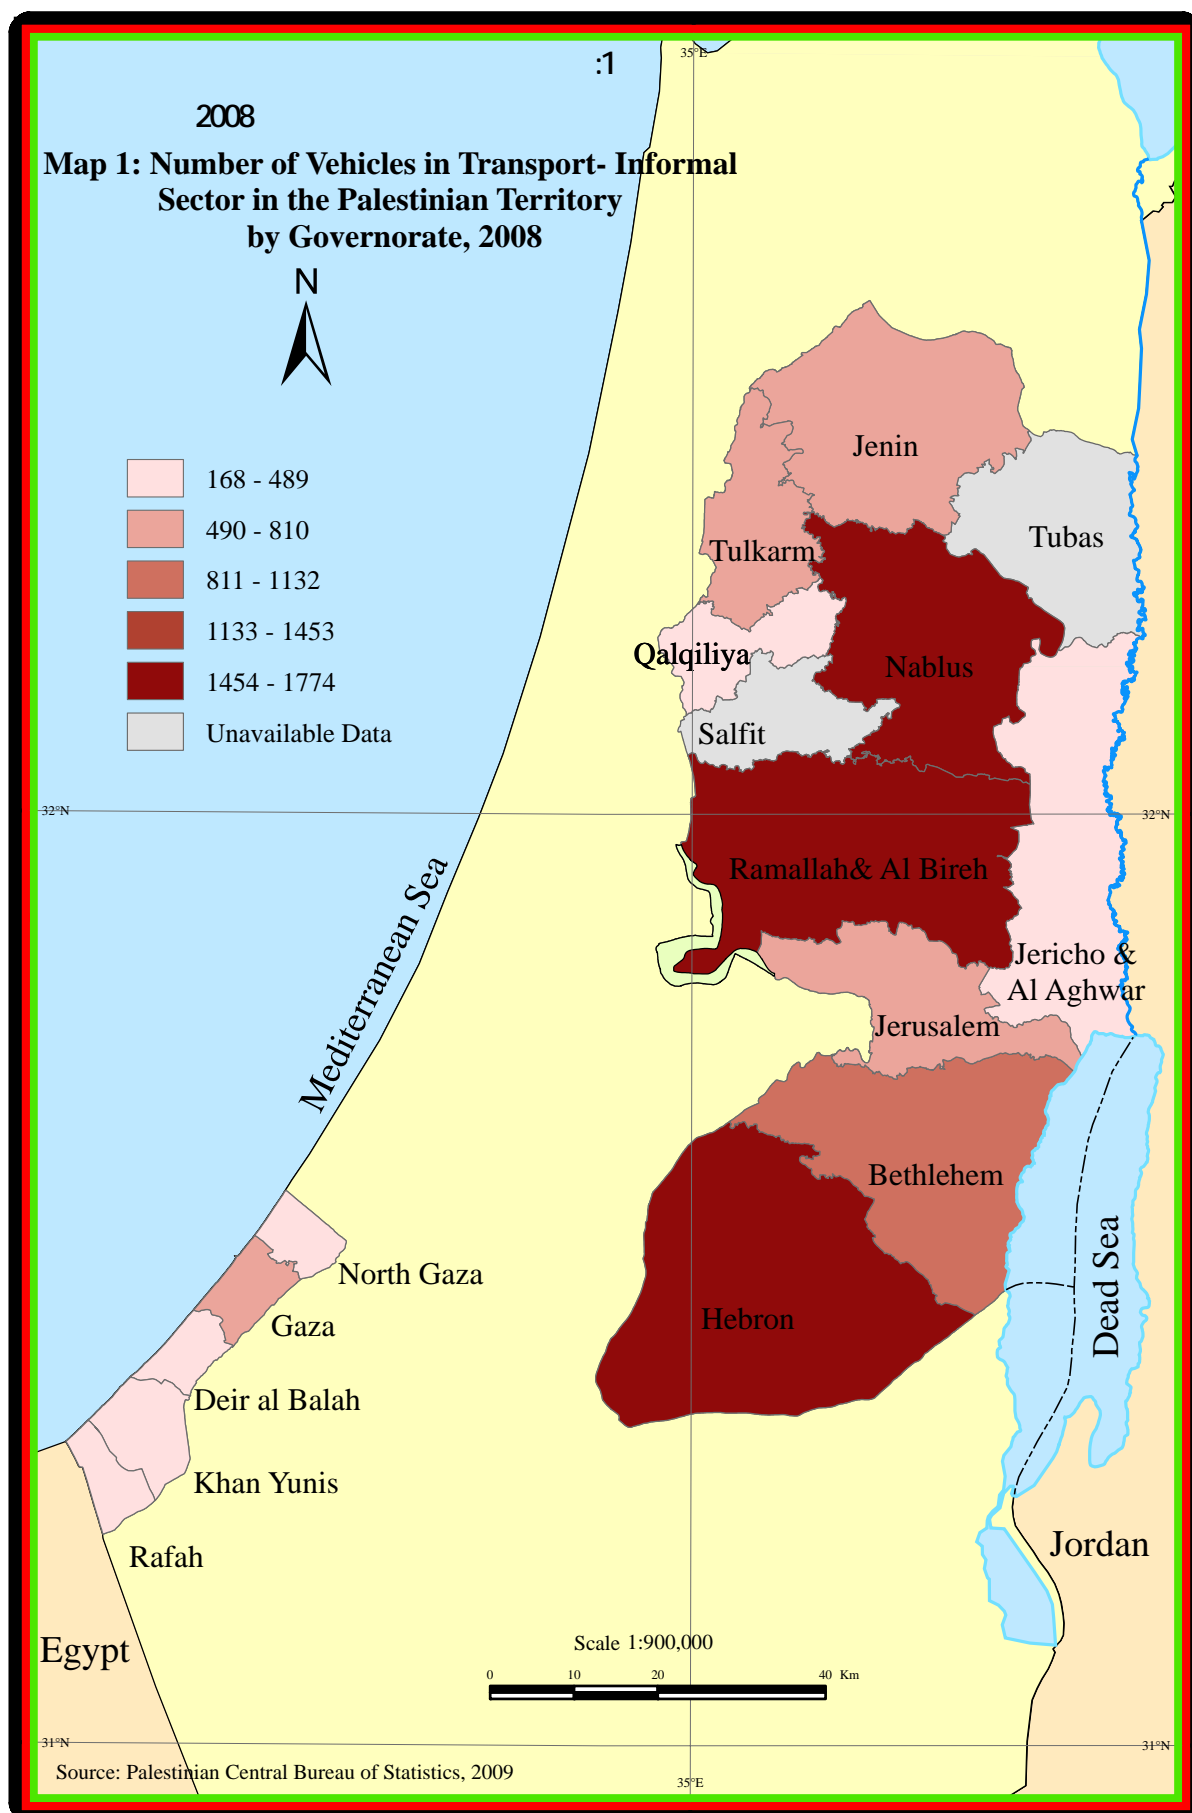 :1
2008
Map 1: Number of Vehicles in Transport- Informal
Sector in the Palestinian Territory
by Governorate, 2008
N
168 - 489
490 - 810
811 - 1132
1133 - 1453
1454 - 1774
Unavailable Data
35°E
Jenin
Tubas
Tulkarm
Qalqiliya
Nablus
Salfit
32°N
32°N
Ramallah& Al Bireh
Mediterranean Sea
Jericho &
Al Aghwar
Jerusalem
Bethlehem
Dead Sea
North Gaza
Gaza
Hebron
Deir al Balah
Khan Yunis
Rafah
Jordan
Egypt
Scale 1:900,000
0 10 20 40 Km
31°N
31°N
Source: Palestinian Central Bureau of Statistics, 2009
35°E